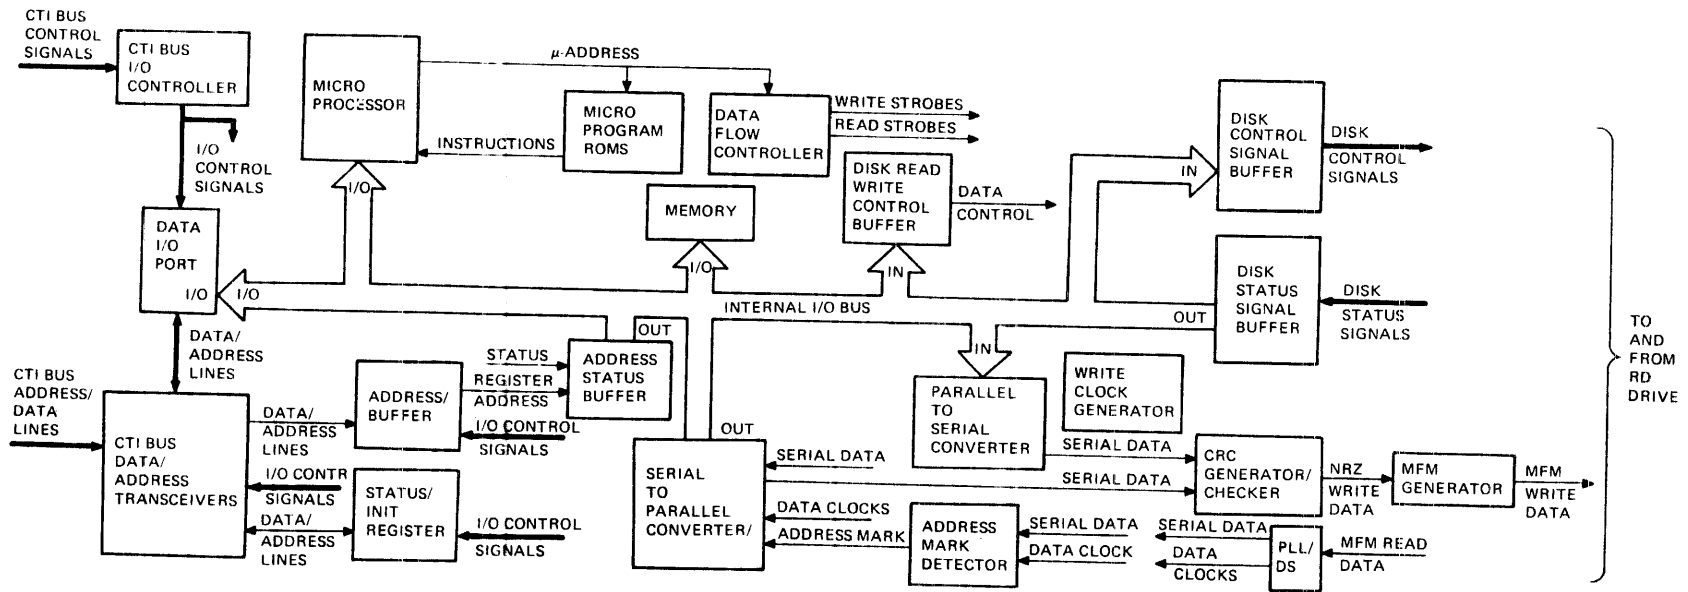 CTI BUS
CONTROL
SIGNALS
CTI BUS
I/O
CONTROLLER
I/O
CONTROL
SIGNALS
DATA
I/O
PORT
I/O
I/O
DATA/
ADDRESS
LINES
CTI BUS
ADDRESS/
DATA
LINES
CTI BUS
DATA/
ADDRESS
TRANSCEIVERS
DATA/
ADDRESS
LINES
I/O CONTR
SIGNALS
DATA/
ADDRESS
LINES
ADDRESS/
BUFFER
STATUS/
INIT
REGISTER
I/O CONTROL
SIGNALS
I/O CONTROL
SIGNALS
STATUS
REGISTER
ADDRESS
ADDRESS
STATUS
BUFFER
OUT
MICRO
PROCESSOR
I/O
μ-ADDRESS
INSTRUCTIONS
MICRO
PROGRAM
ROMS
DATA
FLOW
CONTROLLER
WRITE STROBES
READ STROBES
MEMORY
I/O
DISK READ
WRITE
CONTROL
BUFFER
IN
DATA
CONTROL
INTERNAL I/O BUS
IN
DISK
CONTROL
SIGNAL
BUFFER
DISK
CONTROL
SIGNALS
DISK
STATUS
SIGNAL
BUFFER
OUT
DISK
STATUS
SIGNALS
IN
PARALLEL
TO
SERIAL
CONVERTER
WRITE
CLOCK
GENERATOR
OUT
SERIAL
TO
PARALLEL
CONVERTER/
SERIAL DATA
SERIAL DATA
SERIAL DATA
DATA CLOCKS
ADDRESS MARK
ADDRESS
MARK
DETECTOR
SERIAL DATA
DATA CLOCK
CRC
GENERATOR/
CHECKER
NRZ
WRITE
DATA
MFM
GENERATOR
MFM
WRITE
DATA
SERIAL DATA
DATA
CLOCKS
PLL/
DS
MFM READ
DATA
TO
AND
FROM
RD
DRIVE